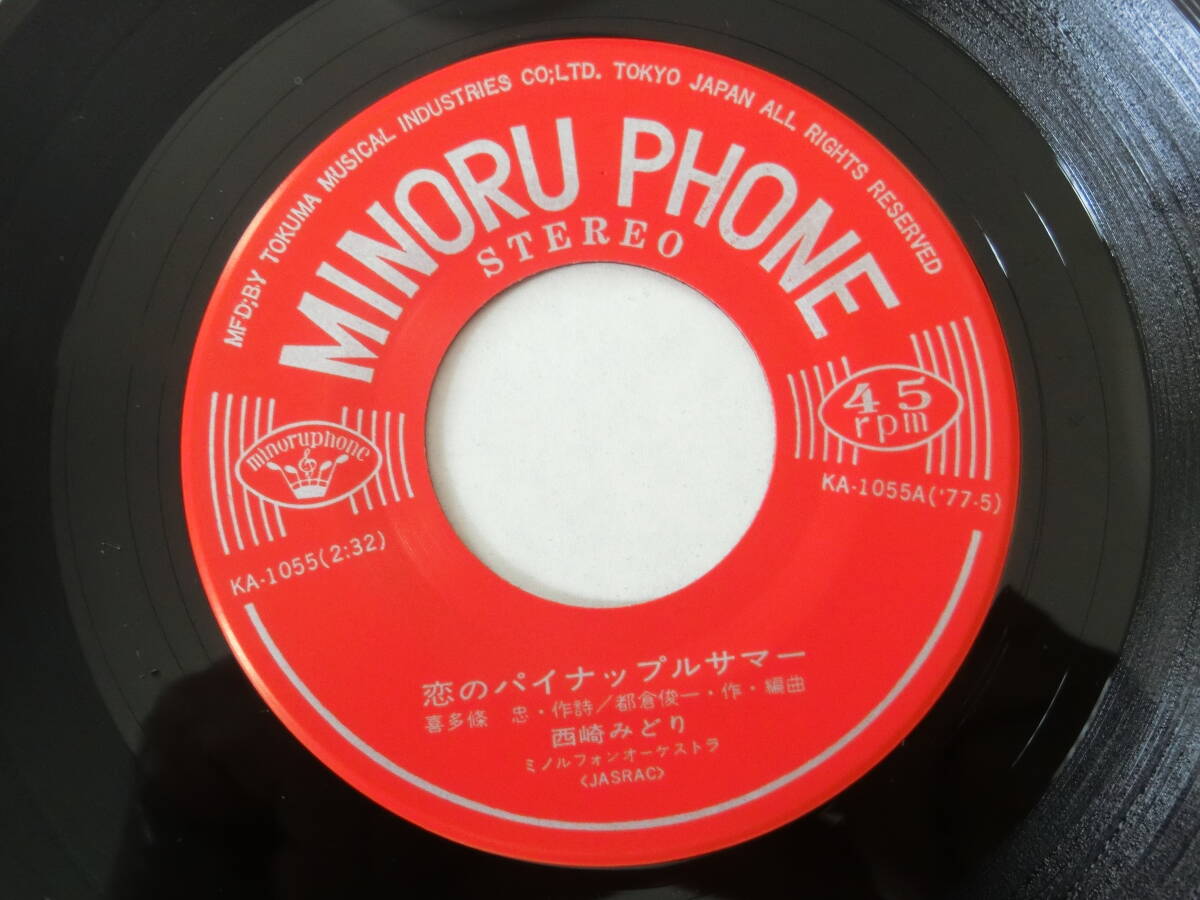 MFD;BY TOKUMA MUSICAL INDUSTRIES CO;LTD. TOKYO JAPAN ALL RIGHTS RESERVED
MINORU PHONE
STEREO
minoruphone
45
rpm
KA-1055(2:32)
KA-1055A('77-5)
恋のパイナップルサマー
喜多條 忠・作詩/都倉俊一・作・編曲
西崎みどり
ミノルフォンオーケストラ
〈JASRAC〉